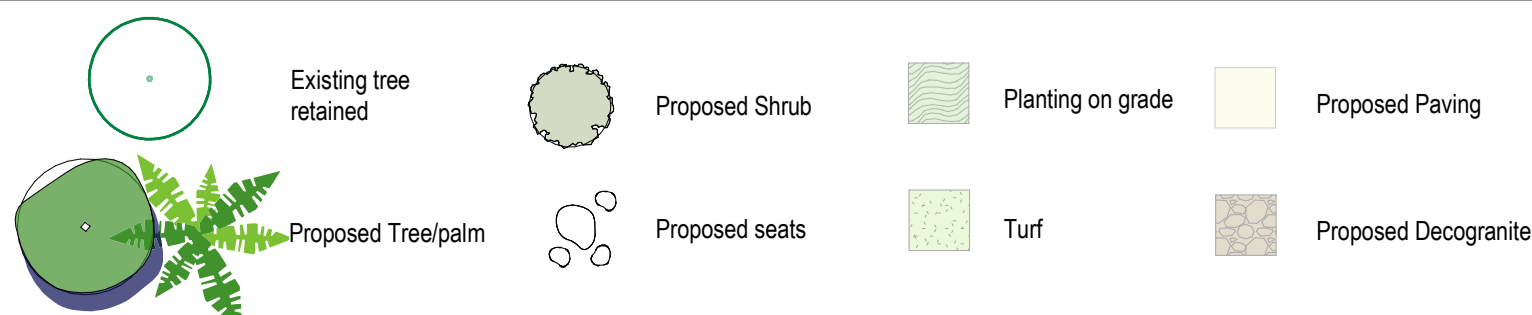 Existing tree
retained
Proposed Shrub
Planting on grade
Proposed Paving
Proposed Tree/palm
Proposed seats
Turf
Proposed Decogranite